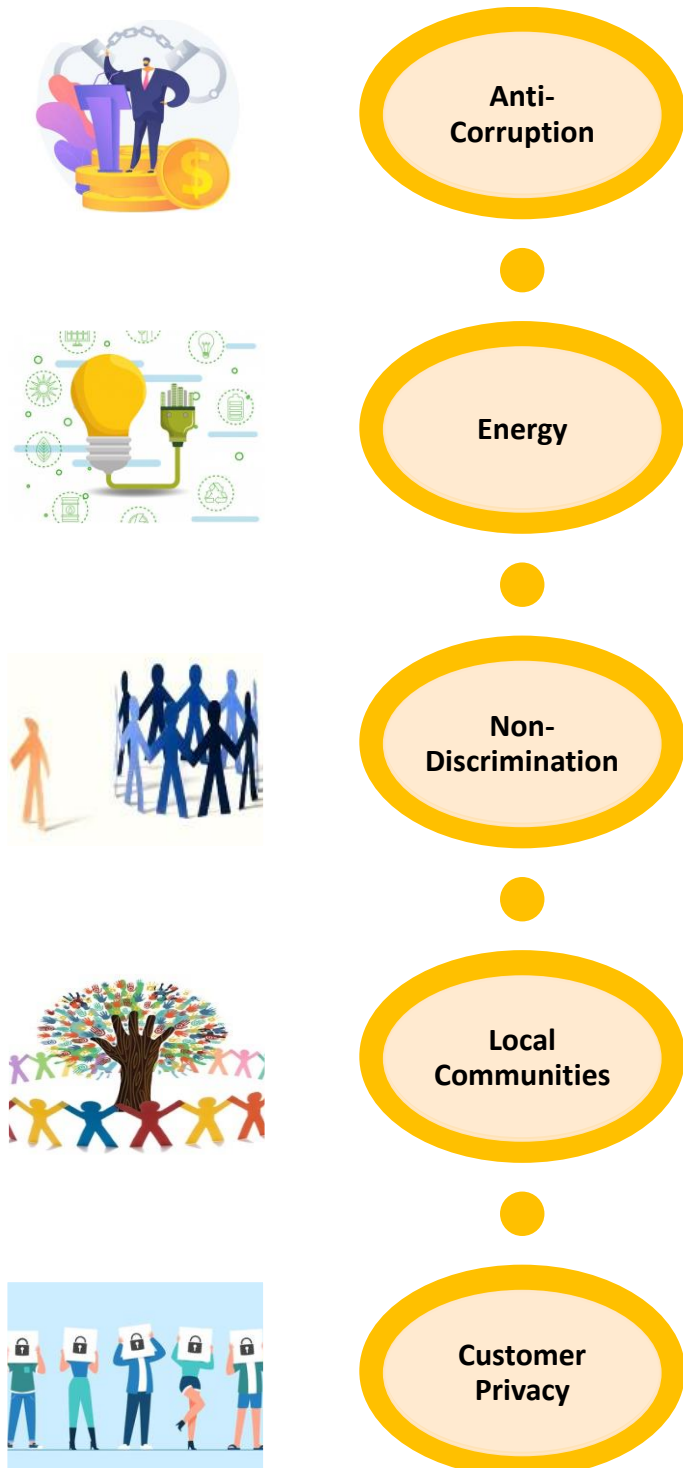 $
Anti-
Corruption
Energy
Non-
Discrimination
Local
Communities
Customer
Privacy